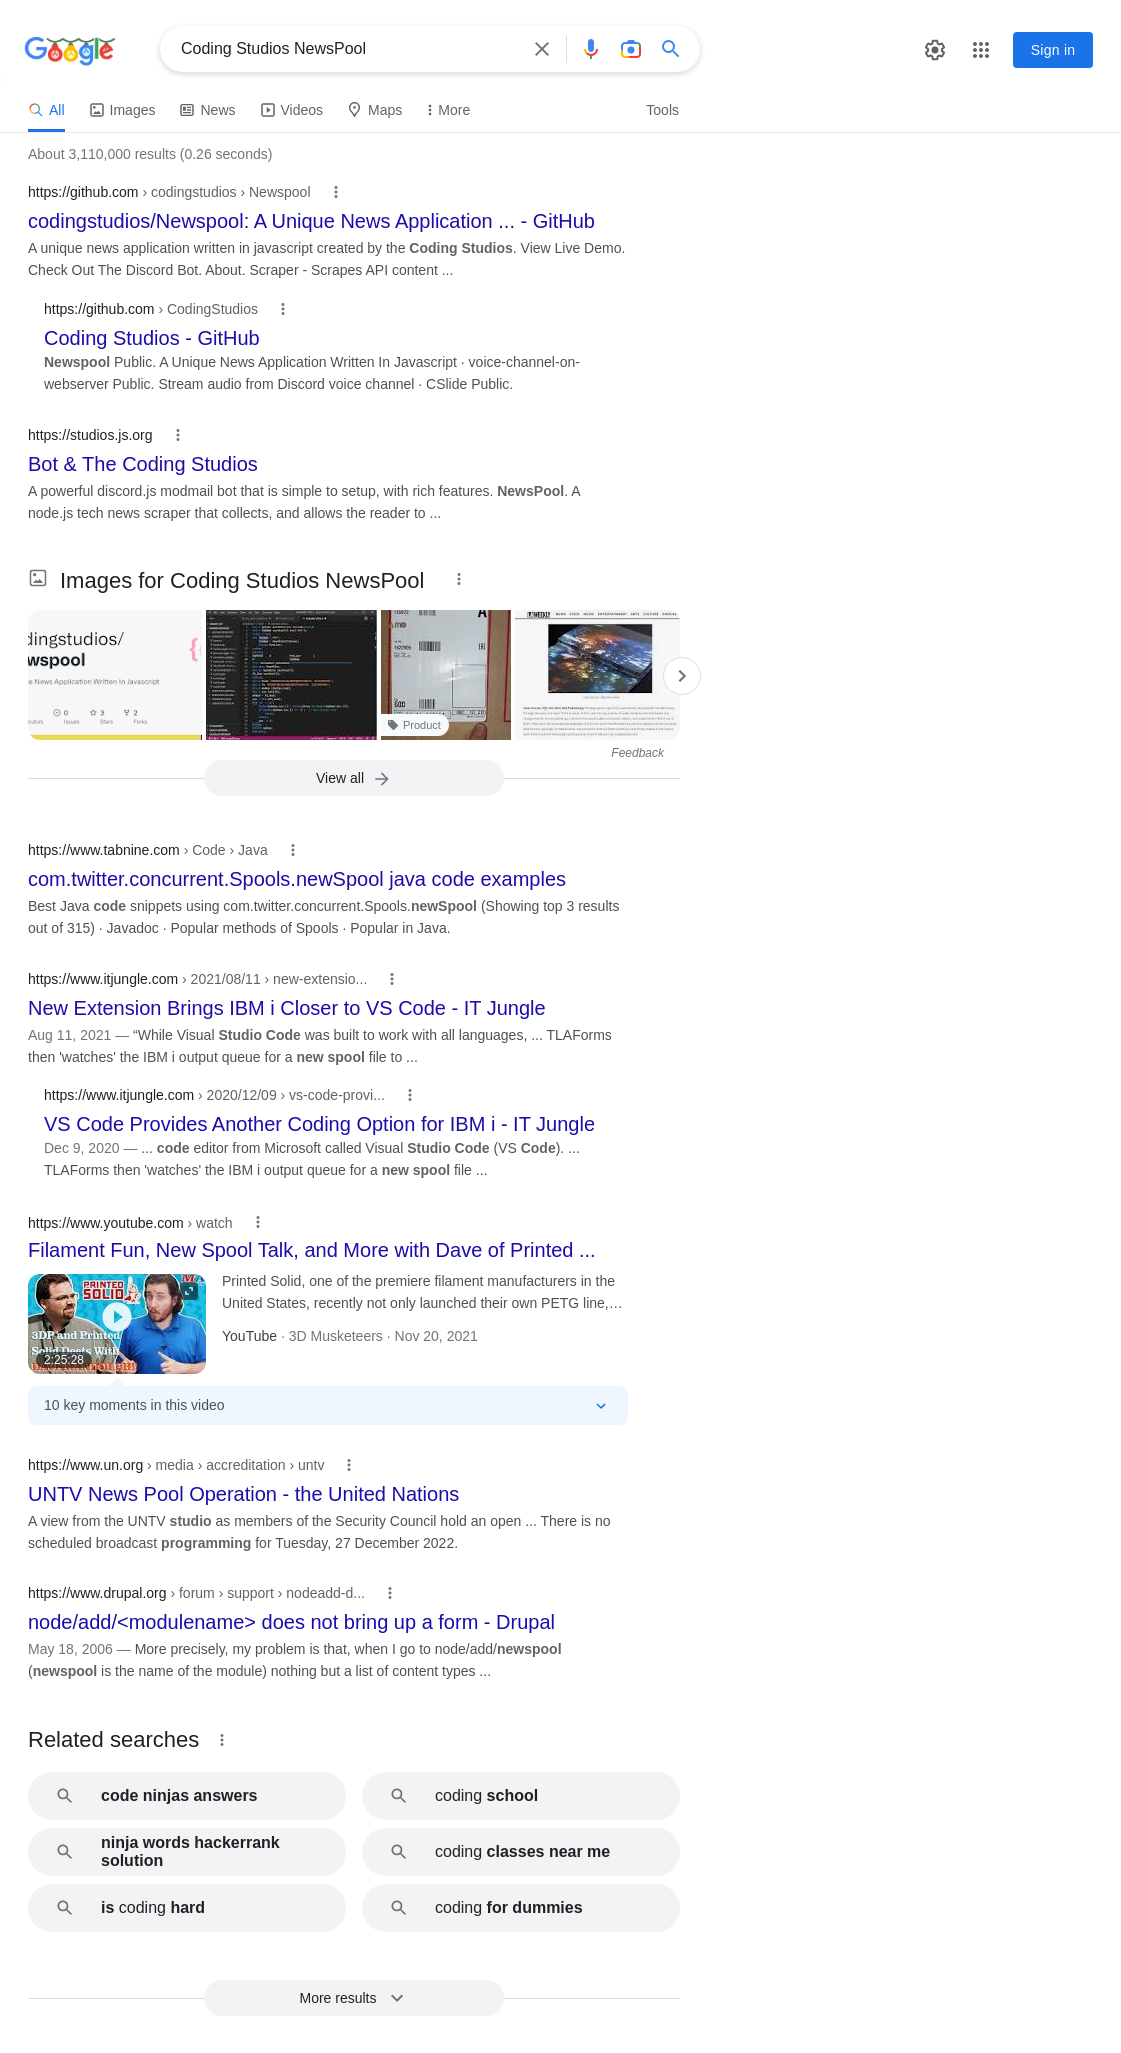 Google
Coding Studios NewsPool
Sign in
All Images News Videos Maps More Tools
About 3,110,000 results (0.26 seconds)
https://github.com › codingstudios › Newspool
codingstudios/Newspool: A Unique News Application ... - GitHub
A unique news application written in javascript created by the Coding Studios. View Live Demo.
Check Out The Discord Bot. About. Scraper - Scrapes API content ...
https://github.com › CodingStudios
Coding Studios - GitHub
Newspool Public. A Unique News Application Written In Javascript · voice-channel-on-
webserver Public. Stream audio from Discord voice channel · CSlide Public.
https://studios.js.org
Bot & The Coding Studios
A powerful discord.js modmail bot that is simple to setup, with rich features. NewsPool. A
node.js tech news scraper that collects, and allows the reader to ...
Images for Coding Studios NewsPool
dingstudios/
wspool
e News Application Written In Javascript
0 3 2
utors Issues Stars Forks
Product
Feedback
View all
https://www.tabnine.com › Code › Java
com.twitter.concurrent.Spools.newSpool java code examples
Best Java code snippets using com.twitter.concurrent.Spools.newSpool (Showing top 3 results
out of 315) · Javadoc · Popular methods of Spools · Popular in Java.
https://www.itjungle.com › 2021/08/11 › new-extensio...
New Extension Brings IBM i Closer to VS Code - IT Jungle
Aug 11, 2021 — “While Visual Studio Code was built to work with all languages, ... TLAForms
then 'watches' the IBM i output queue for a new spool file to ...
https://www.itjungle.com › 2020/12/09 › vs-code-provi...
VS Code Provides Another Coding Option for IBM i - IT Jungle
Dec 9, 2020 — ... code editor from Microsoft called Visual Studio Code (VS Code). ...
TLAForms then 'watches' the IBM i output queue for a new spool file ...
https://www.youtube.com › watch
Filament Fun, New Spool Talk, and More with Dave of Printed ...
PRINTED
SOLID
3DP and Printed
Solid Deets With
2:25:28
Printed Solid, one of the premiere filament manufacturers in the
United States, recently not only launched their own PETG line,…
YouTube · 3D Musketeers · Nov 20, 2021
10 key moments in this video
https://www.un.org › media › accreditation › untv
UNTV News Pool Operation - the United Nations
A view from the UNTV studio as members of the Security Council hold an open ... There is no
scheduled broadcast programming for Tuesday, 27 December 2022.
https://www.drupal.org › forum › support › nodeadd-d...
node/add/<modulename> does not bring up a form - Drupal
May 18, 2006 — More precisely, my problem is that, when I go to node/add/newspool
(newspool is the name of the module) nothing but a list of content types ...
Related searches
code ninjas answers
coding school
ninja words hackerrank
solution
coding classes near me
is coding hard
coding for dummies
More results